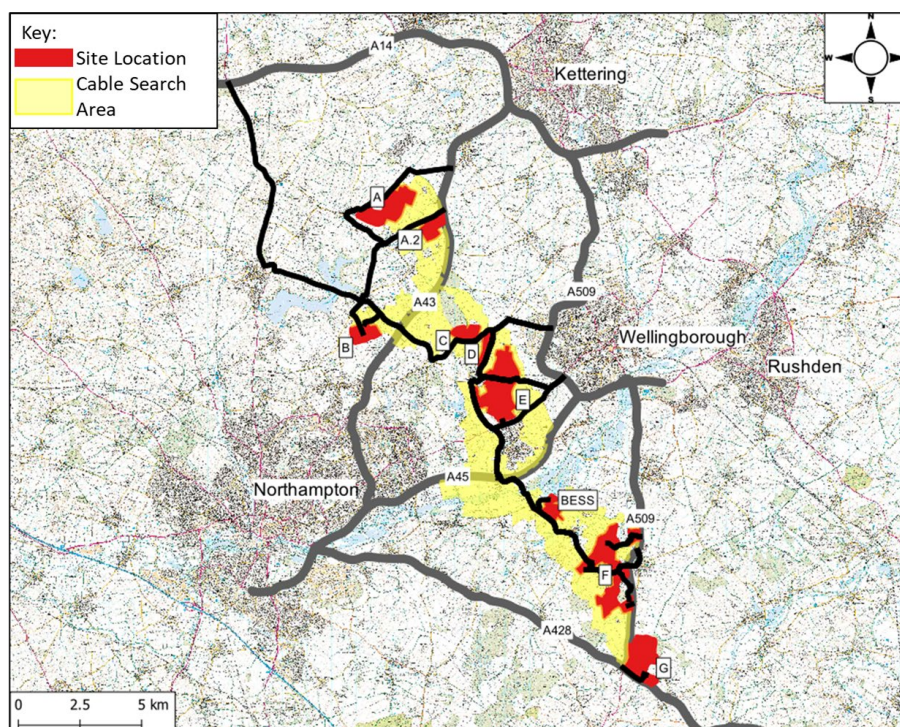 Key:
Site Location
Cable Search
Area
N
W
E
S
A14
Kettering
A
A.2
A43
A509
B
C
D
Wellingborough
Rushden
E
A45
Northampton
BESS
A509
F
A428
G
0 2.5 5 km